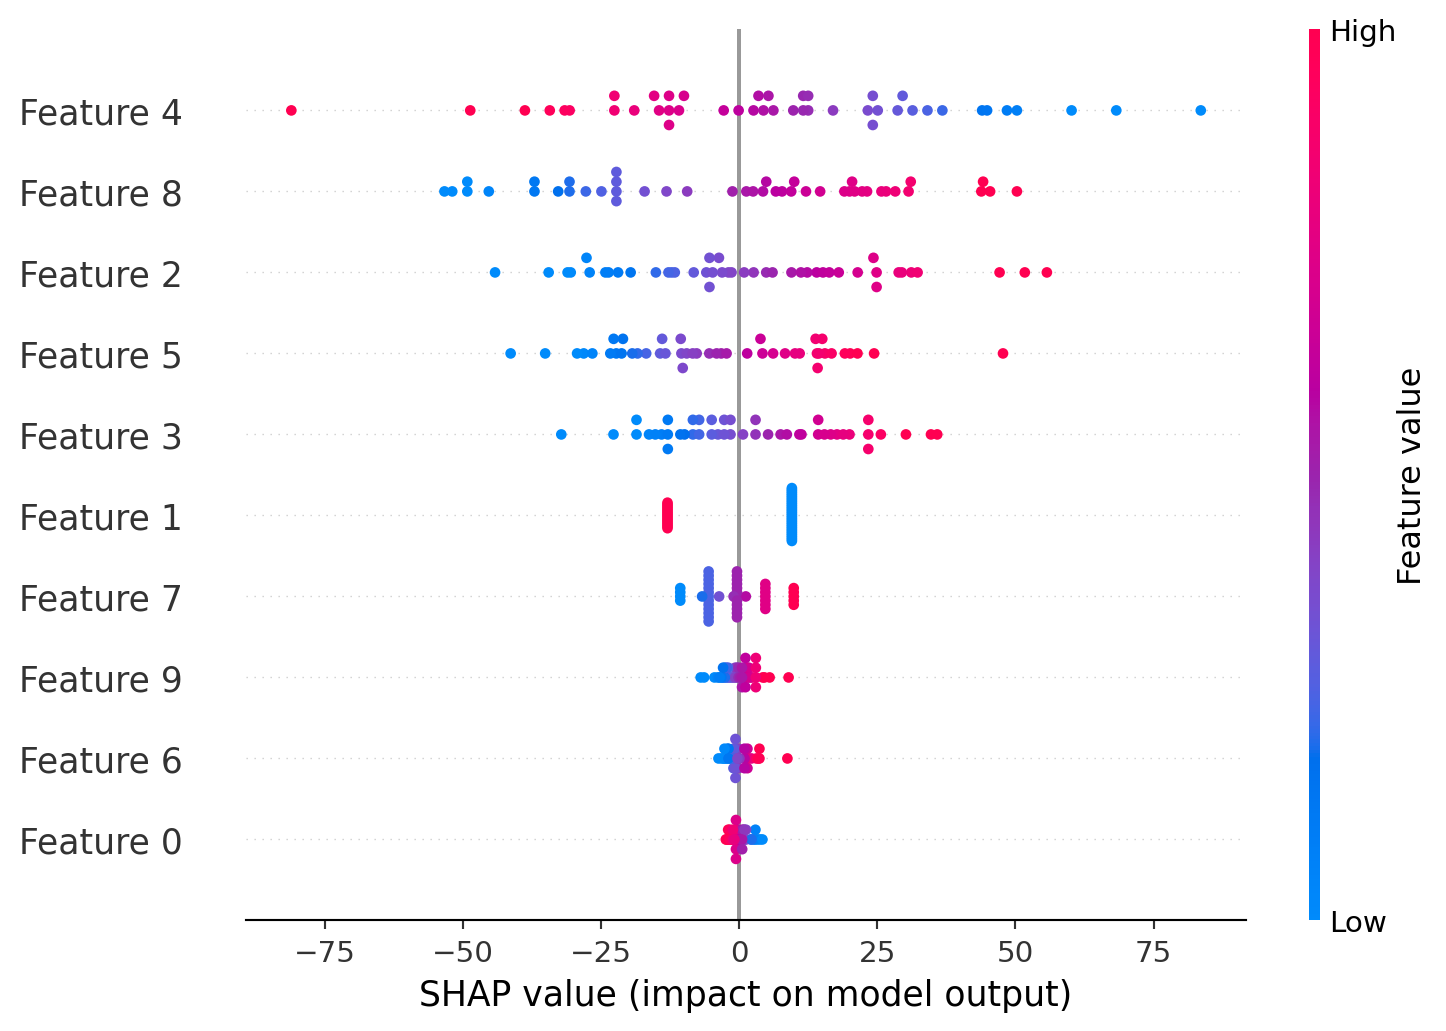 High
Feature 4
Feature 8
Feature 2
Feature 5
Feature 3
Feature 1
Feature 7
Feature 9
Feature 6
Feature 0
Feature value
Low
−75 −50 −25 0 25 50 75
SHAP value (impact on model output)